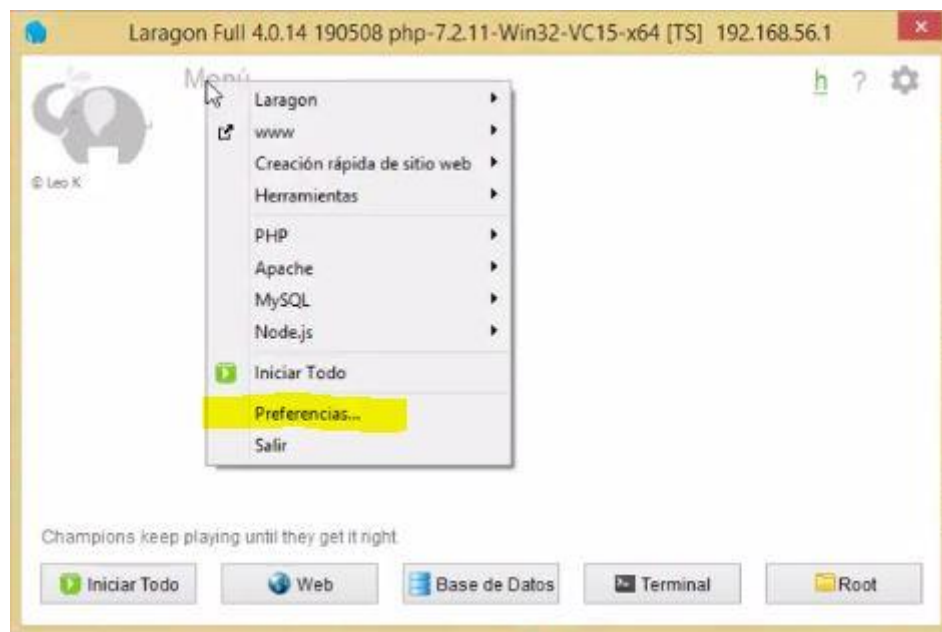 Laragon Full 4.0.14 190508 php-7.2.11-Win32-VC15-x64 [TS] 192.168.56.1
Leo
Menú
h ?
© Leo K
Laragon
www
Creación rápida de sitio web
Herramientas
PHP
Apache
MySQL
Node.js
Iniciar Todo
Preferencias...
Salir
Champions keep playing until they get it right
Iniciar Todo
Web
Base de Datos
Terminal
Root